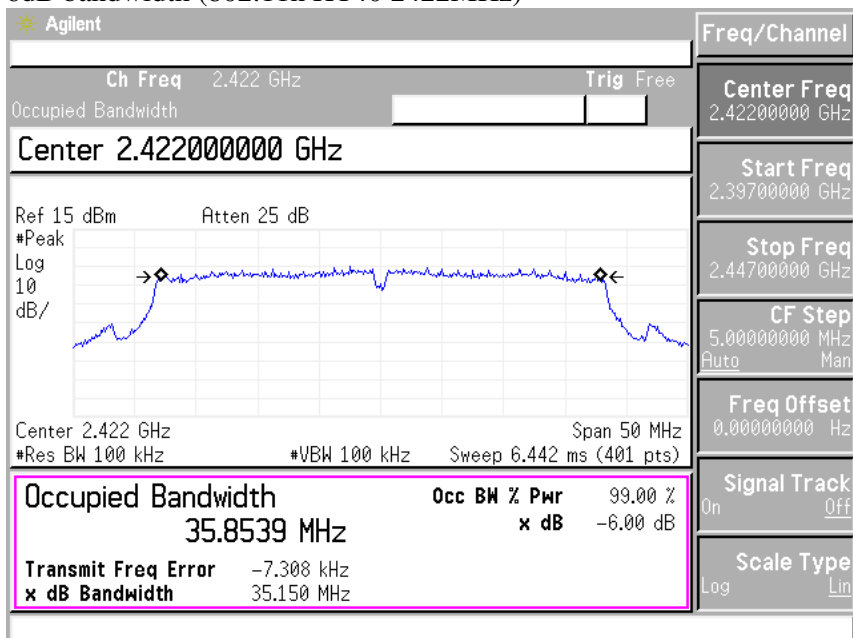 Agilent
Freq/Channel
Ch Freq 2.422 GHz Trig Free
Occupied Bandwidth
Center 2.422000000 GHz
Center Freq
2.42200000 GHz
Start Freq
2.39700000 GHz
Stop Freq
2.44700000 GHz
CF Step
5.00000000 MHz
Auto Man
Freq Offset
0.00000000 Hz
Signal Track
On Off
Scale Type
Log Lin
Ref 15 dBm Atten 25 dB
#Peak
Log
10
dB/
Center 2.422 GHz Span 50 MHz
#Res BW 100 kHz #VBW 100 kHz Sweep 6.442 ms (401 pts)
Occupied Bandwidth
35.8539 MHz
Occ BW % Pwr 99.00 %
x dB -6.00 dB
Transmit Freq Error -7.308 kHz
x dB Bandwidth 35.150 MHz